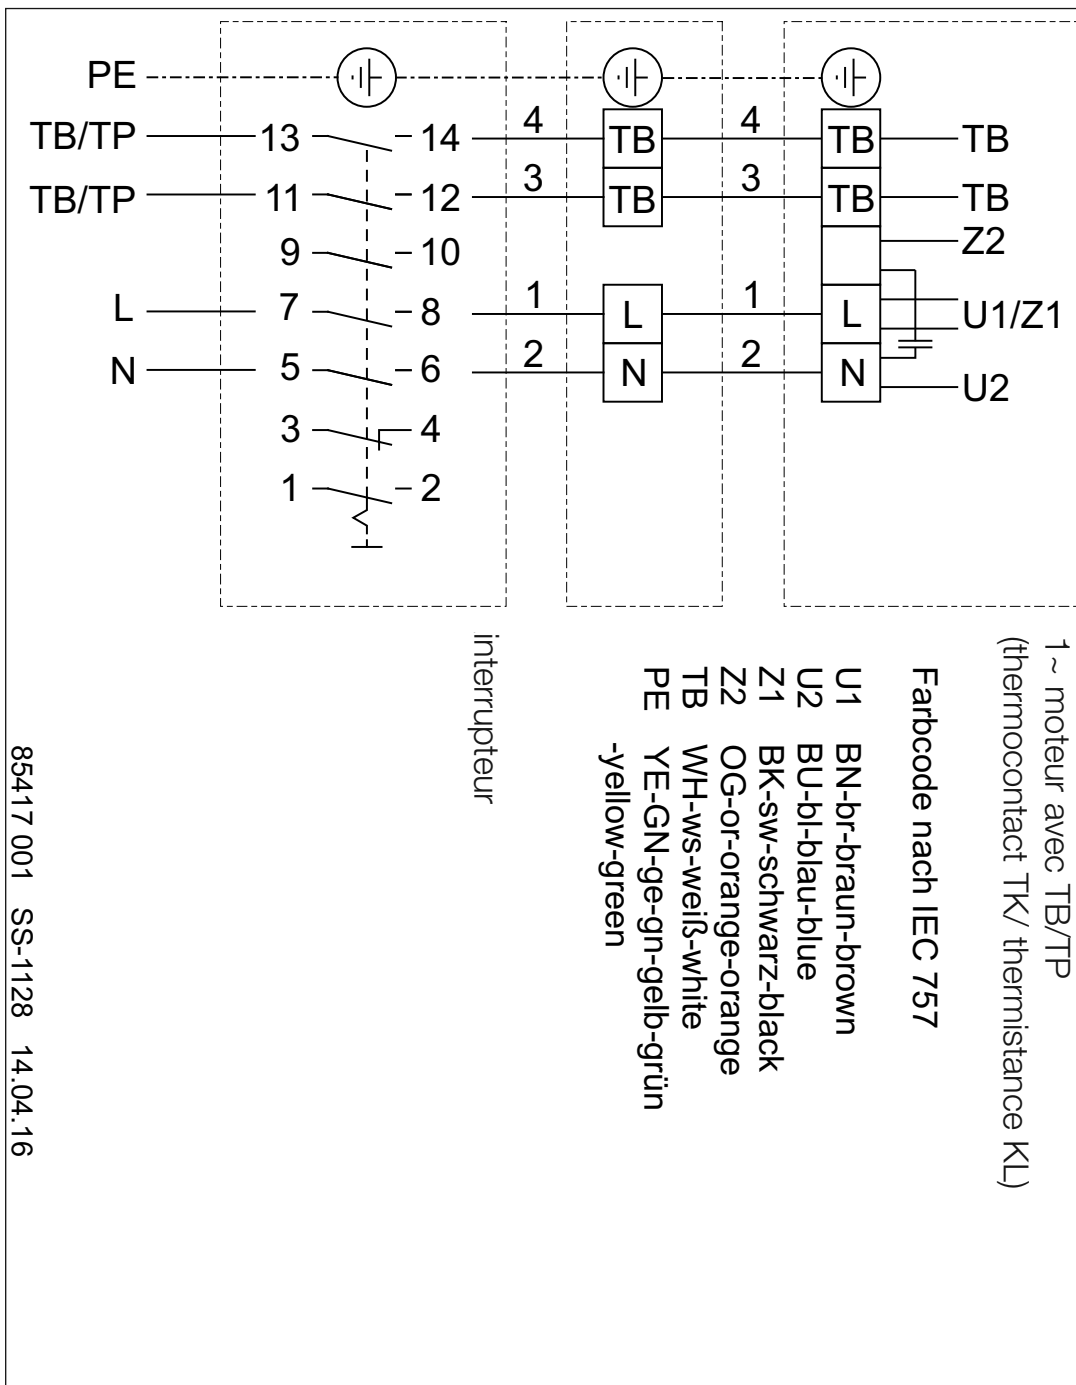 PE
TB/TP 13 14 4 TB 4 TB TB
TB/TP 11 12 3 TB 3 TB TB
9 10 Z2
L 7 8 1 L 1 L U1/Z1
N 5 6 2 N 2 N U2
3 4
1 2
1~ moteur avec TB/TP
(thermocontact TK/ thermistance KL)
Farbcode nach IEC 757
U1 BN-br-braun-brown
U2 BU-bl-blau-blue
Z1 BK-sw-schwarz-black
Z2 OG-or-orange-orange
TB WH-ws-weiß-white
PE YE-GN-ge-gn-gelb-grün
-yellow-green
interrupteur
85417 001 SS-1128 14.04.16